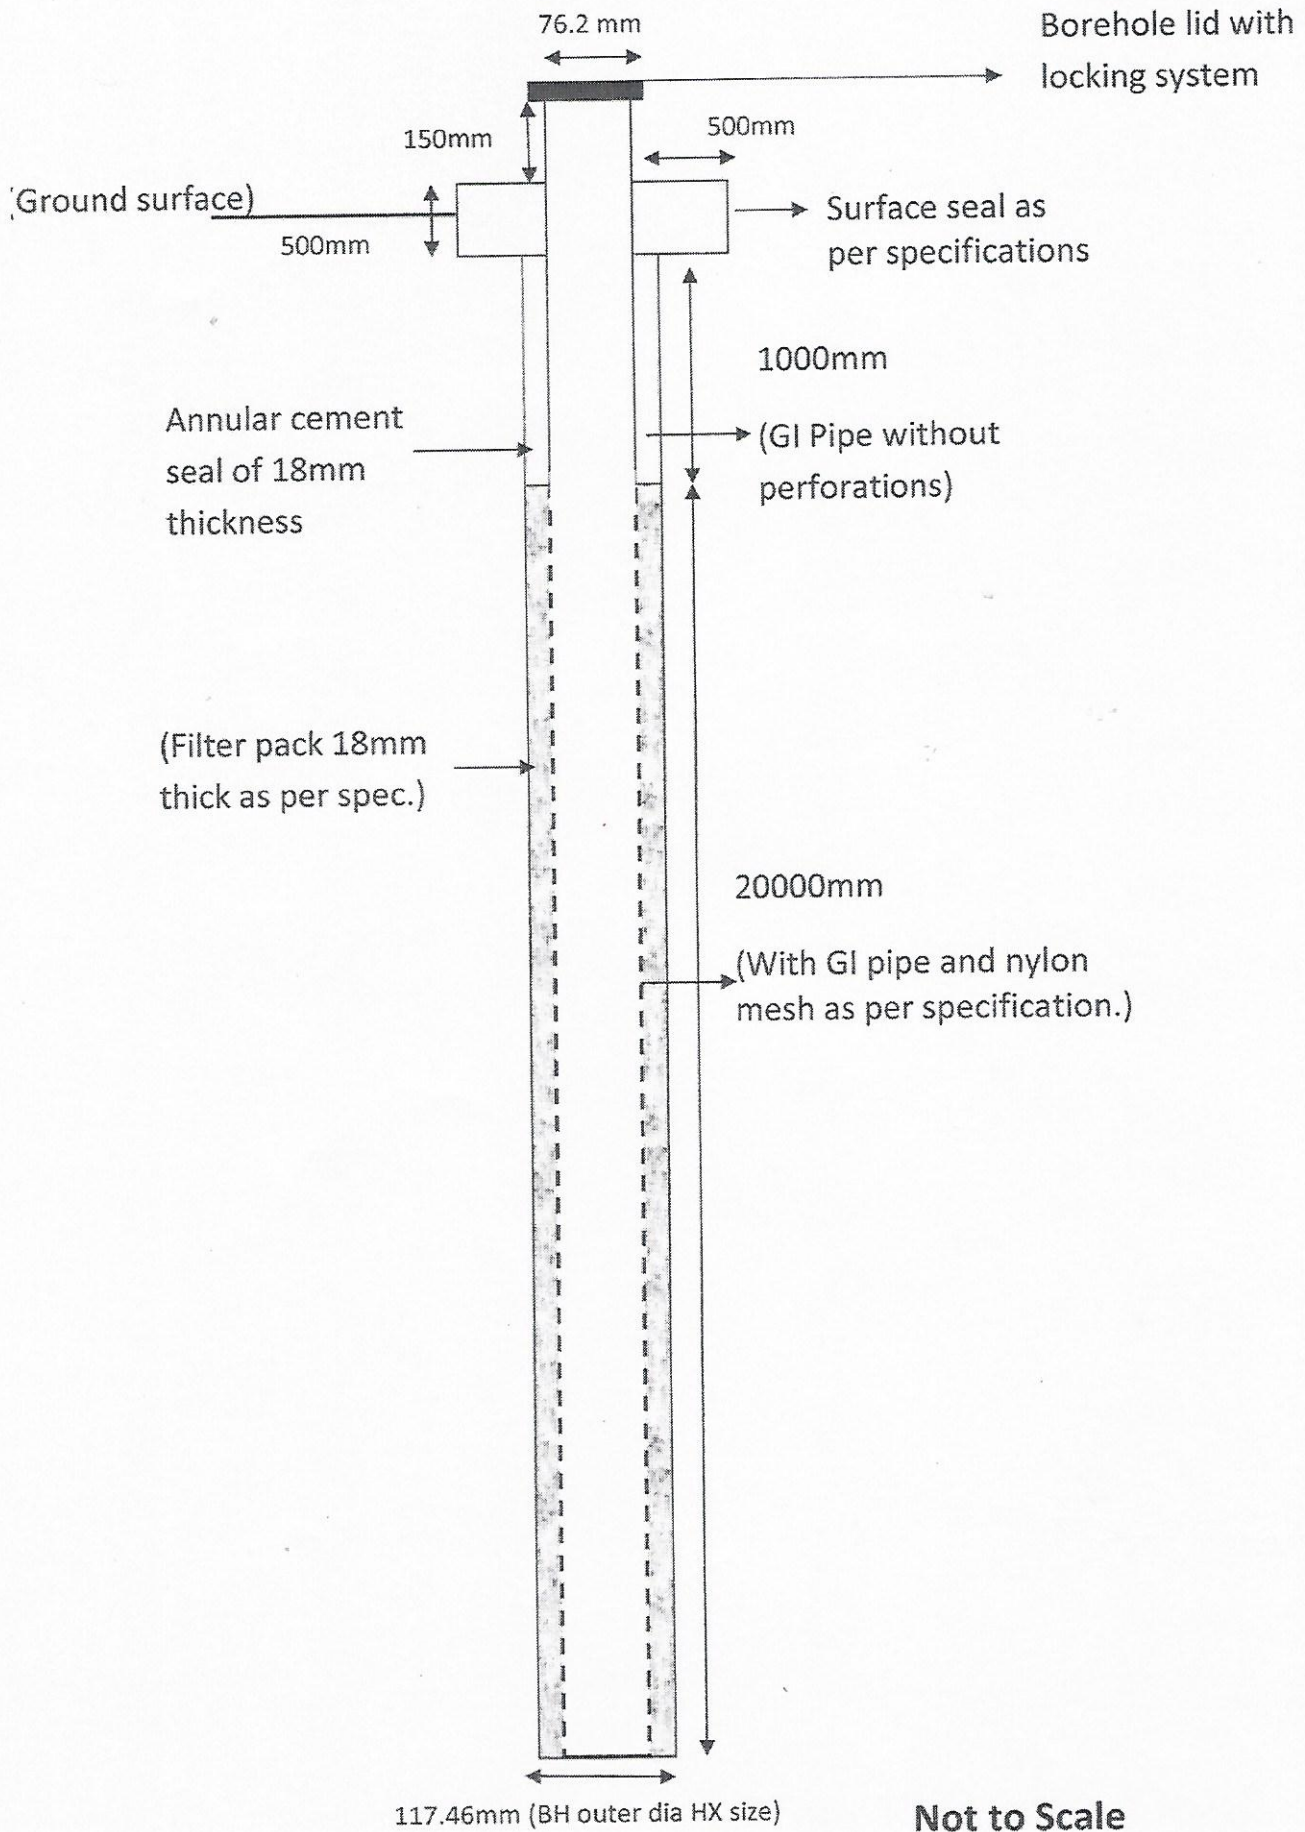 76.2 mm
Borehole lid with
locking system
150mm
500mm
(Ground surface)
500mm
Surface seal as
per specifications
1000mm
(GI Pipe without
perforations)
Annular cement
seal of 18mm
thickness
(Filter pack 18mm
thick as per spec.)
20000mm
(With GI pipe and nylon
mesh as per specification.)
117.46mm (BH outer dia HX size)
Not to Scale